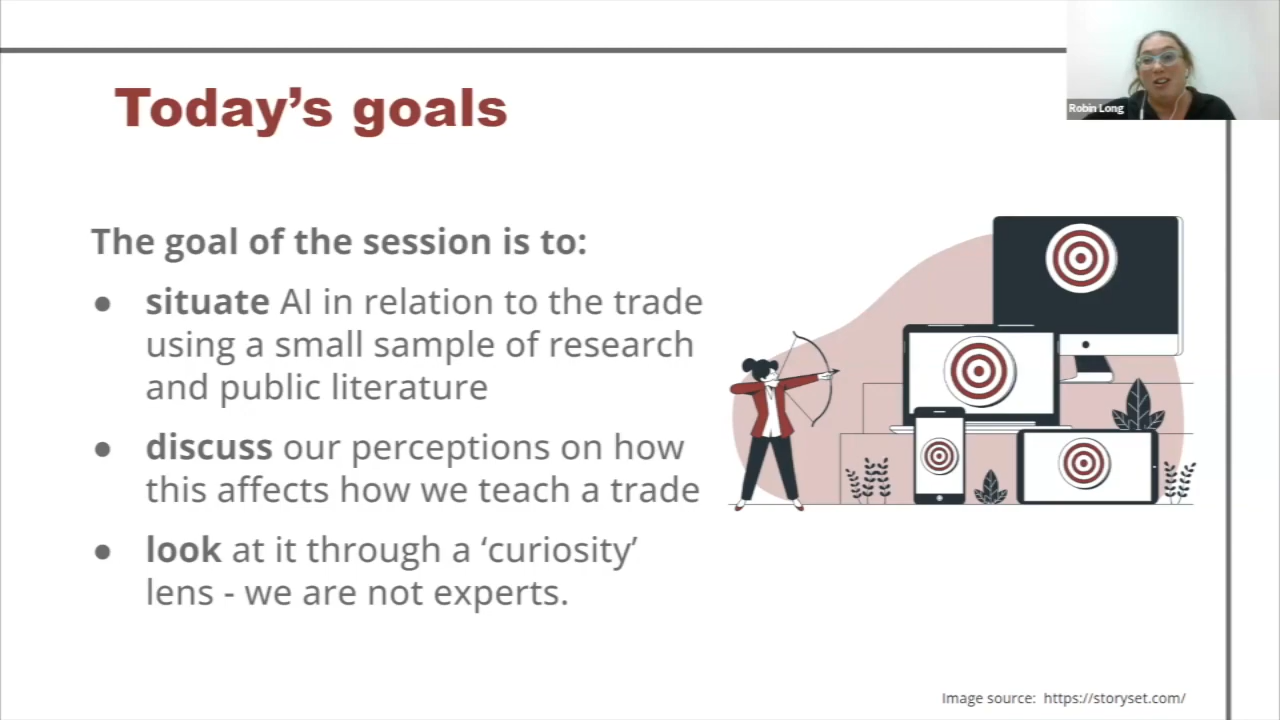 Today's goals
Robin Long
The goal of the session is to:
● situate AI in relation to the trade
using a small sample of research
and public literature
● discuss our perceptions on how
this affects how we teach a trade
● look at it through a ‘curiosity’
lens - we are not experts.
Image source: https://storyset.com/